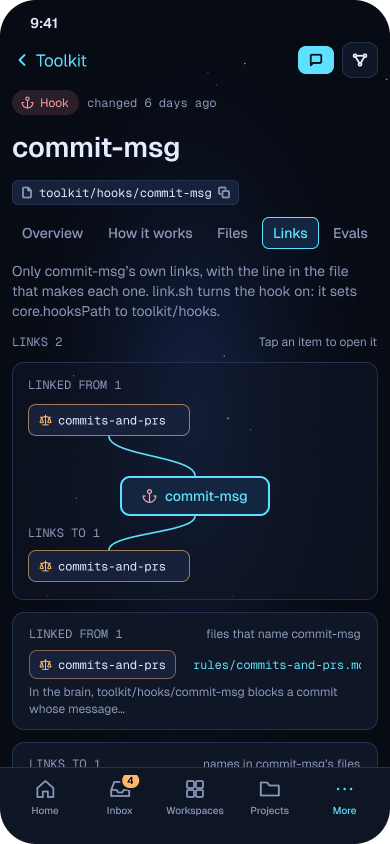 9:41
Toolkit
Hook changed 6 days ago
commit-msg
toolkit/hooks/commit-msg
Overview How it works Files Links Evals
Only commit-msg's own links, with the line in the file
that makes each one. link.sh turns the hook on: it sets
core.hooksPath to toolkit/hooks.
LINKS 2 Tap an item to open it
LINKED FROM 1
commits-and-prs
commit-msg
LINKS TO 1
commits-and-prs
LINKED FROM 1 files that name commit-msg
commits-and-prs rules/commits-and-prs.md
In the brain, toolkit/hooks/commit-msg blocks a commit
whose message…
LINKS TO 1 names in commit-msg's files
4
Home Inbox Workspaces Projects More